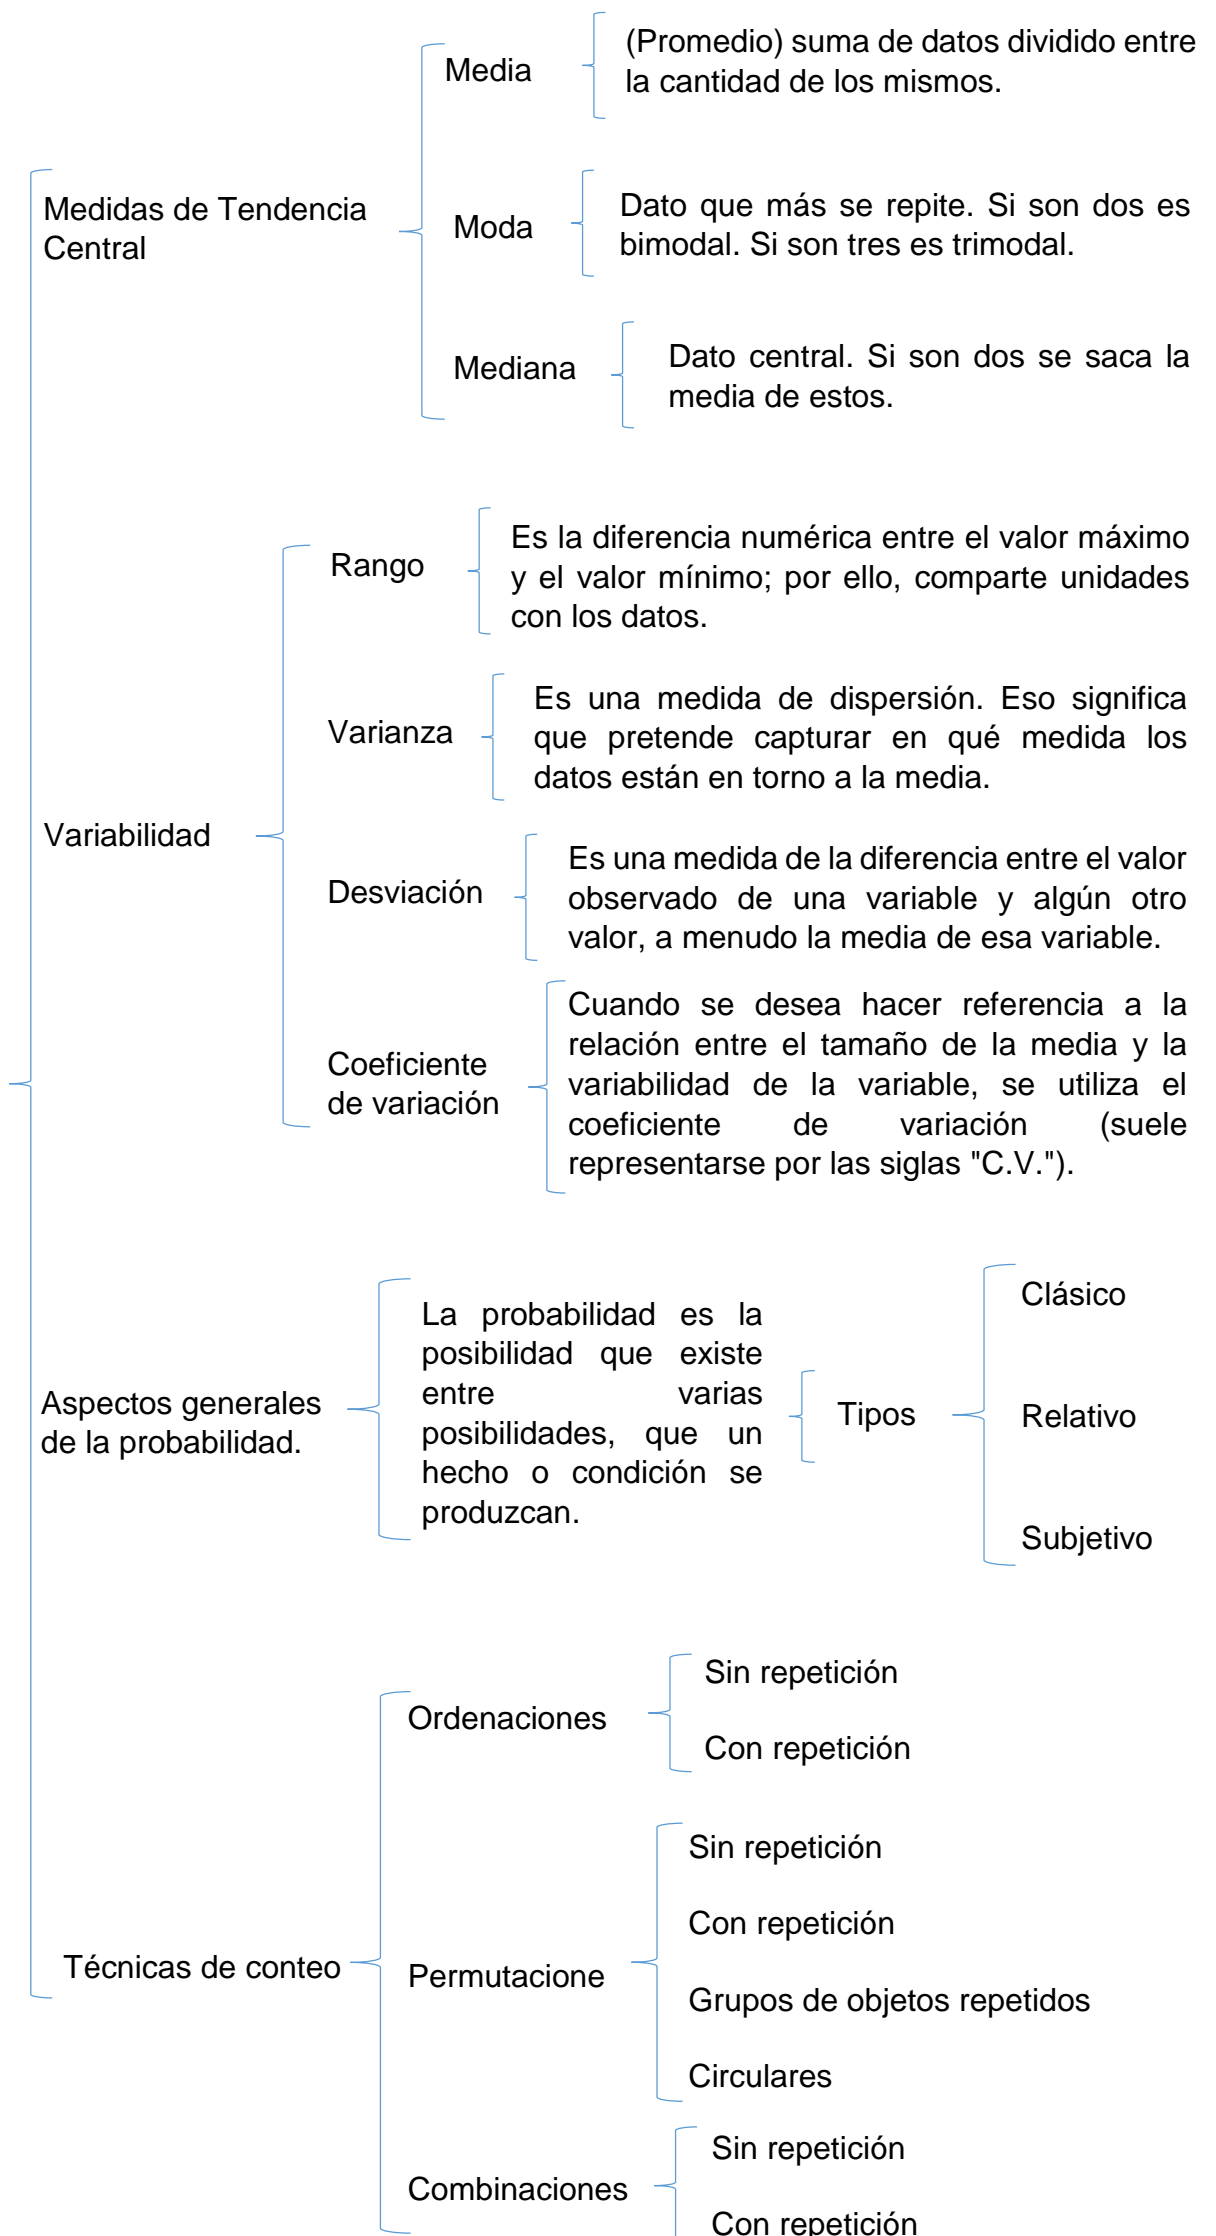 Medidas de Tendencia
Central
Media
(Promedio) suma de datos dividido entre
la cantidad de los mismos.
Moda
Dato que más se repite. Si son dos es
bimodal. Si son tres es trimodal.
Mediana
Dato central. Si son dos se saca la
media de estos.
Variabilidad
Rango
Es la diferencia numérica entre el valor máximo
y el valor mínimo; por ello, comparte unidades
con los datos.
Varianza
Es una medida de dispersión. Eso significa
que pretende capturar en qué medida los
datos están en torno a la media.
Desviación
Es una medida de la diferencia entre el valor
observado de una variable y algún otro
valor, a menudo la media de esa variable.
Coeficiente
de variación
Cuando se desea hacer referencia a la
relación entre el tamaño de la media y la
variabilidad de la variable, se utiliza el
coeficiente de variación (suele
representarse por las siglas "C.V.").
Aspectos generales
de la probabilidad.
La probabilidad es la
posibilidad que existe
entre varias
posibilidades, que un
hecho o condición se
produzcan.
Tipos
Clásico
Relativo
Subjetivo
Técnicas de conteo
Ordenaciones
Sin repetición
Con repetición
Permutacione
Sin repetición
Con repetición
Grupos de objetos repetidos
Circulares
Combinaciones
Sin repetición
Con repetición